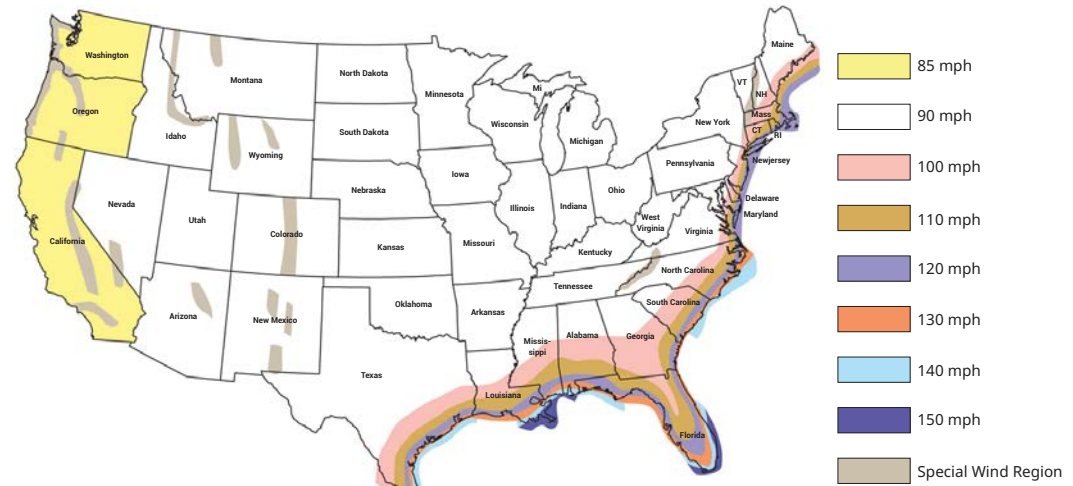 Washington
Oregon
California
Nevada
Idaho
Montana
Wyoming
Utah
Colorado
Arizona
New Mexico
North Dakota
South Dakota
Nebraska
Kansas
Oklahoma
Texas
Minnesota
Iowa
Missouri
Arkansas
Louisiana
Wisconsin
Illinois
Mi
Michigan
Indiana
Ohio
Kentucky
Tennessee
Missis-
sippi
Alabama
Georgia
Florida
South Carolina
North Carolina
Virginia
West
Virginia
Pennsylvania
New York
VT
NH
Maine
Mass
CT
RI
Newjersey
Delaware
Maryland
85 mph
90 mph
100 mph
110 mph
120 mph
130 mph
140 mph
150 mph
Special Wind Region